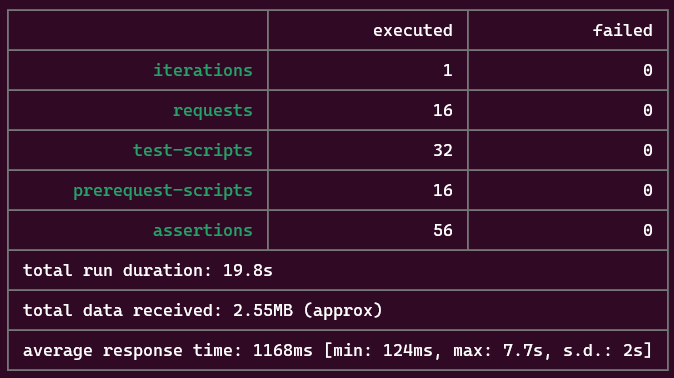 executed failed
iterations 1 0
requests 16 0
test-scripts 32 0
prerequest-scripts 16 0
assertions 56 0
total run duration: 19.8s
total data received: 2.55MB (approx)
average response time: 1168ms [min: 124ms, max: 7.7s, s.d.: 2s]